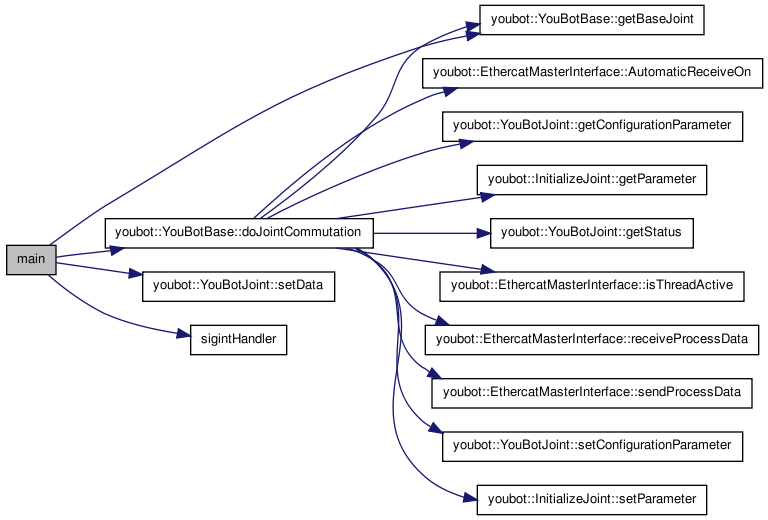 main
youbot::YouBotBase::doJointCommutation
youbot::YouBotJoint::setData
sigintHandler
youbot::YouBotBase::getBaseJoint
youbot::EthercatMasterInterface::AutomaticReceiveOn
youbot::YouBotJoint::getConfigurationParameter
youbot::InitializeJoint::getParameter
youbot::YouBotJoint::getStatus
youbot::EthercatMasterInterface::isThreadActive
youbot::EthercatMasterInterface::receiveProcessData
youbot::EthercatMasterInterface::sendProcessData
youbot::YouBotJoint::setConfigurationParameter
youbot::InitializeJoint::setParameter